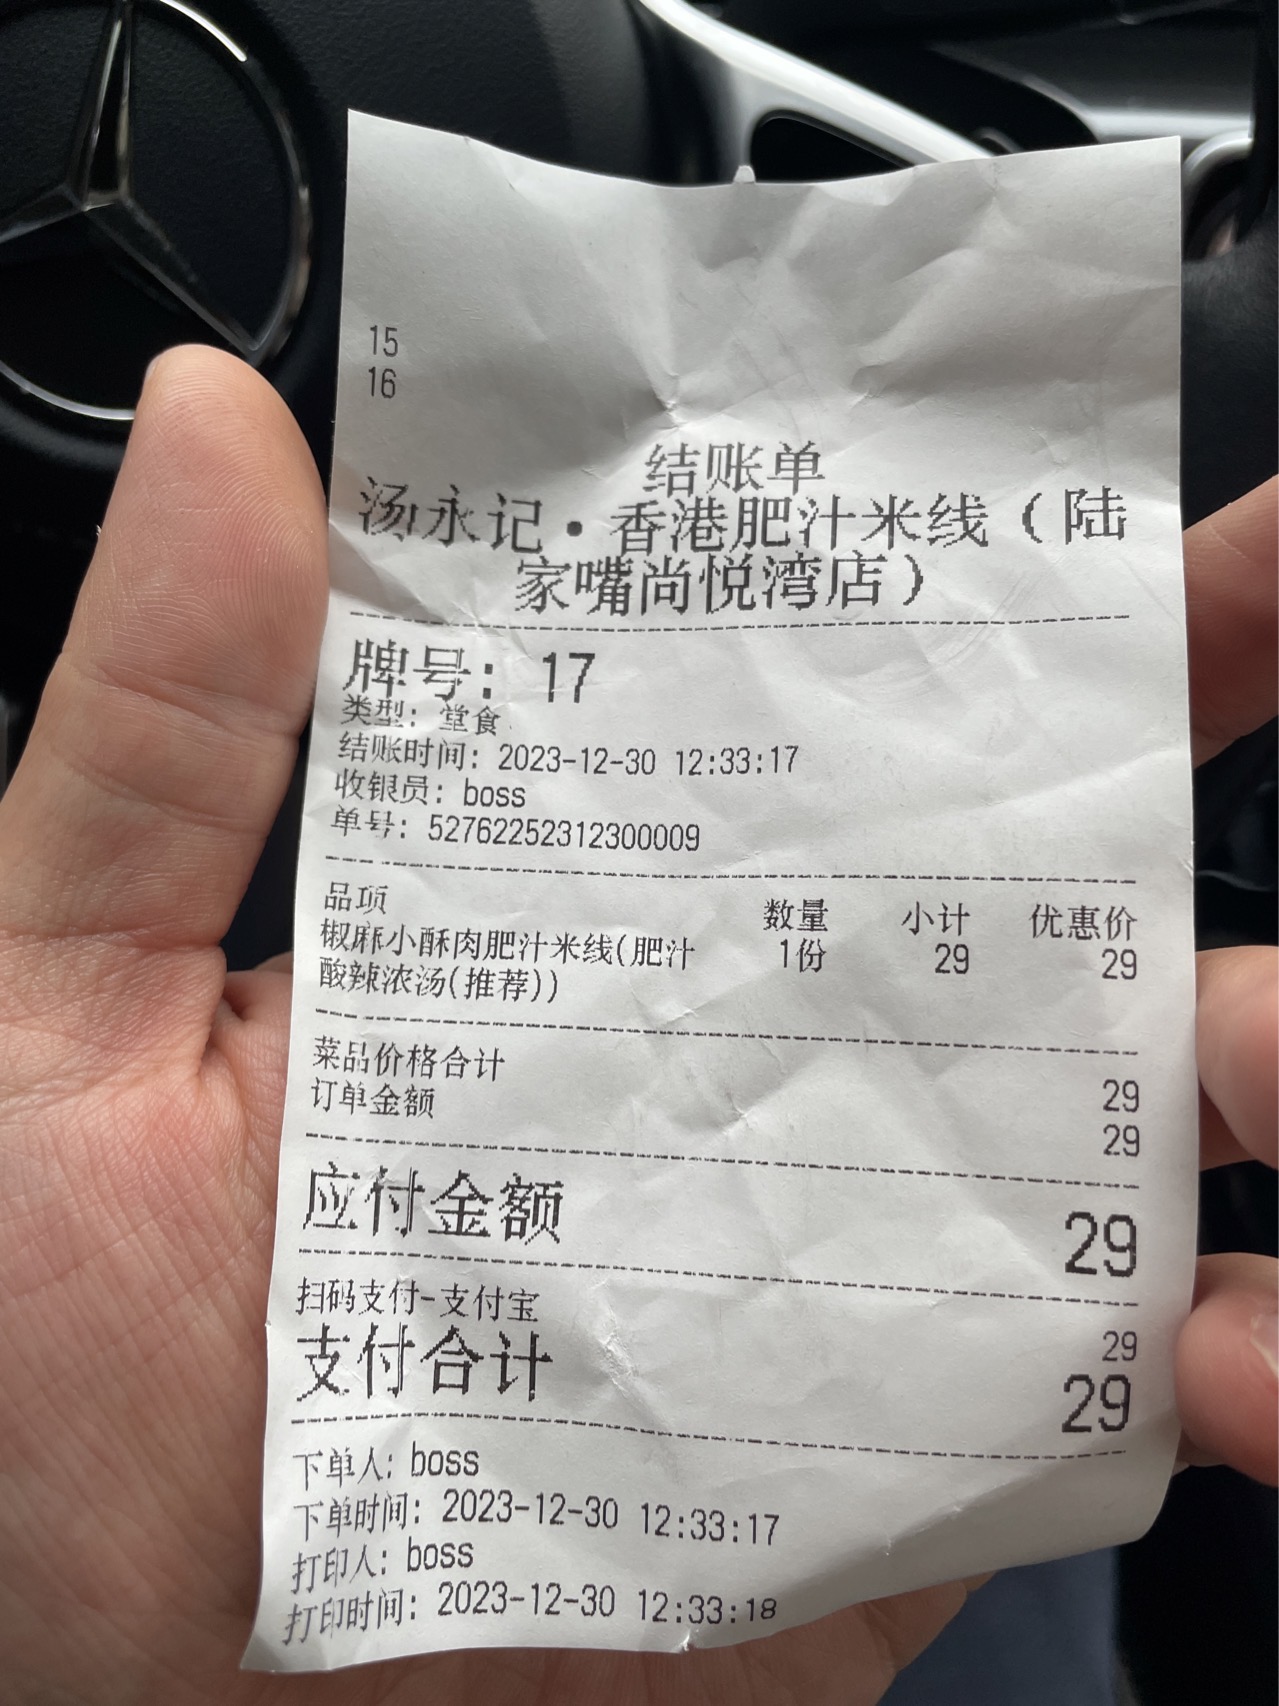 15
16
结账单
汤永记·香港肥汁米线（陆
家嘴尚悦湾店）
牌号：17
类型：堂食
结账时间：2023-12-30 12:33:17
收银员：boss
单号：52762252312300009
品项 数量 小计 优惠价
椒麻小酥肉肥汁米线(肥汁 1份 29 29
酸辣浓汤(推荐))
菜品价格合计 29
订单金额 29
应付金额 29
扫码支付-支付宝 29
支付合计 29
下单人：boss
下单时间：2023-12-30 12:33:17
打印人：boss
打印时间：2023-12-30 12:33:18